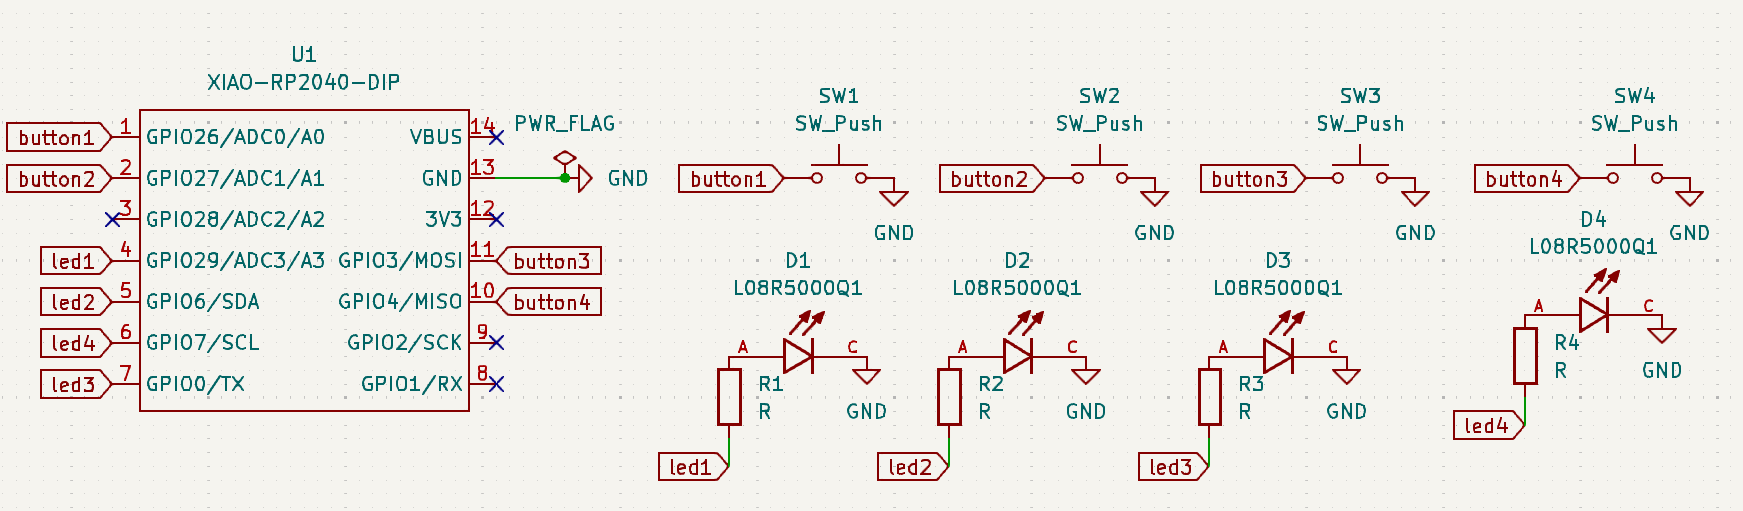 U1
XIAO-RP2040-DIP
button1
1
GPIO26/ADC0/A0
VBUS
14
button2
2
GPIO27/ADC1/A1
GND
13
PWR_FLAG
GND
3
GPIO28/ADC2/A2
3V3
12
led1
4
GPIO29/ADC3/A3
GPIO3/MOSI
11
button3
led2
5
GPIO6/SDA
GPIO4/MISO
10
button4
led4
6
GPIO7/SCL
GPIO2/SCK
9
led3
7
GPIO0/TX
GPIO1/RX
8
SW1
SW_Push
button1
GND
SW2
SW_Push
button2
GND
SW3
SW_Push
button3
GND
SW4
SW_Push
button4
GND
D1
L08R5000Q1
A
C
R1
R
GND
led1
D2
L08R5000Q1
A
C
R2
R
GND
led2
D3
L08R5000Q1
A
C
R3
R
GND
led3
D4
L08R5000Q1
A
C
R4
R
GND
led4